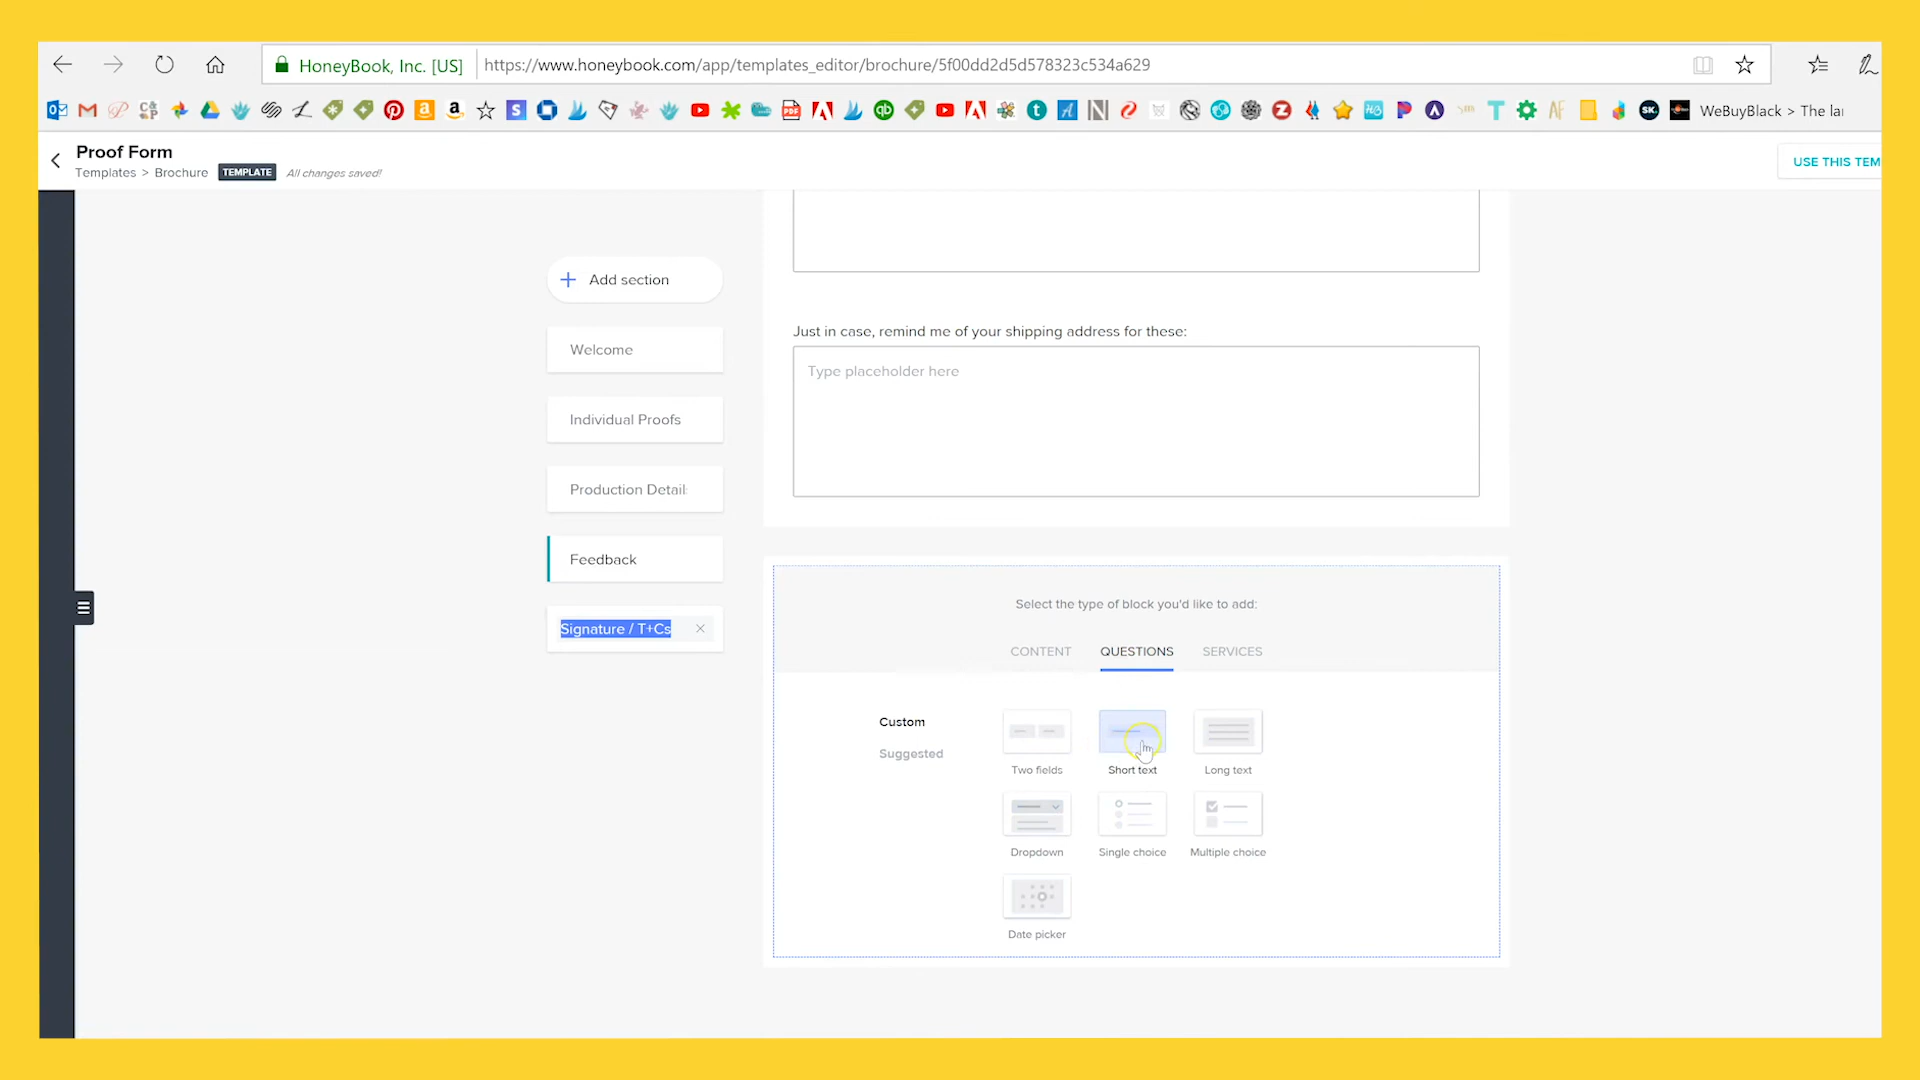 HoneyBook, Inc. [US]
https://www.honeybook.com/app/templates_editor/brochure/5f00dd2d5d578323c534a629
WeBuyBlack > The lar
Proof Form
Templates > Brochure TEMPLATE All changes saved!
USE THIS TEM
Add section
Welcome
Individual Proofs
Production Detail
Feedback
Signature / T+Cs
Just in case, remind me of your shipping address for these:
Type placeholder here
Select the type of block you'd like to add:
CONTENT QUESTIONS SERVICES
Custom
Suggested
Two fields Short text Long text
Dropdown Single choice Multiple choice
Date picker